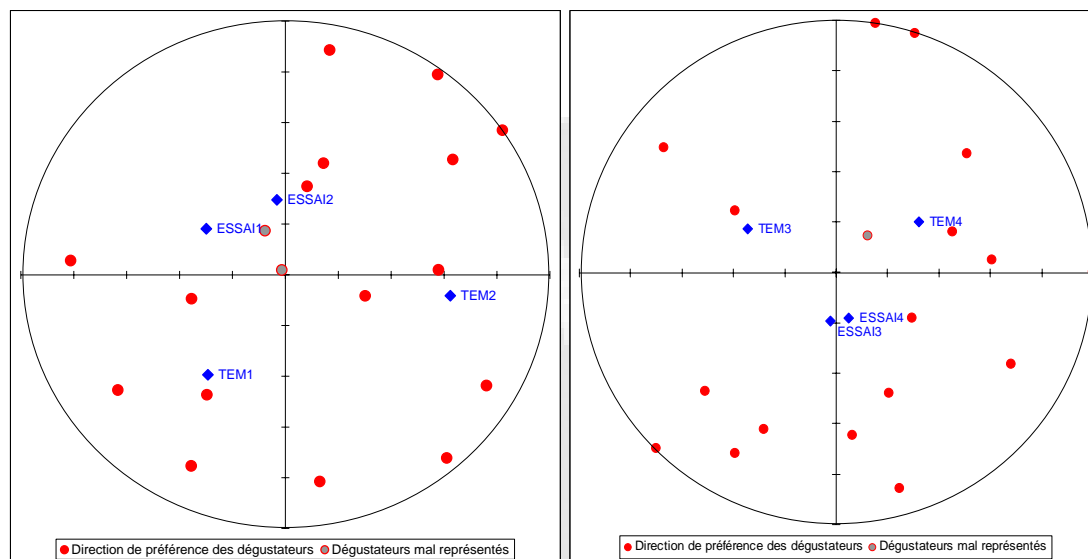 ESSAI2
ESSAI1
TEM2
TEM1
Direction de préférence des dégustateurs Dégustateurs mal représentés
TEM3
TEM4
ESSAI4
ESSAI3
Direction de préférence des dégustateurs Dégustateurs mal représentés